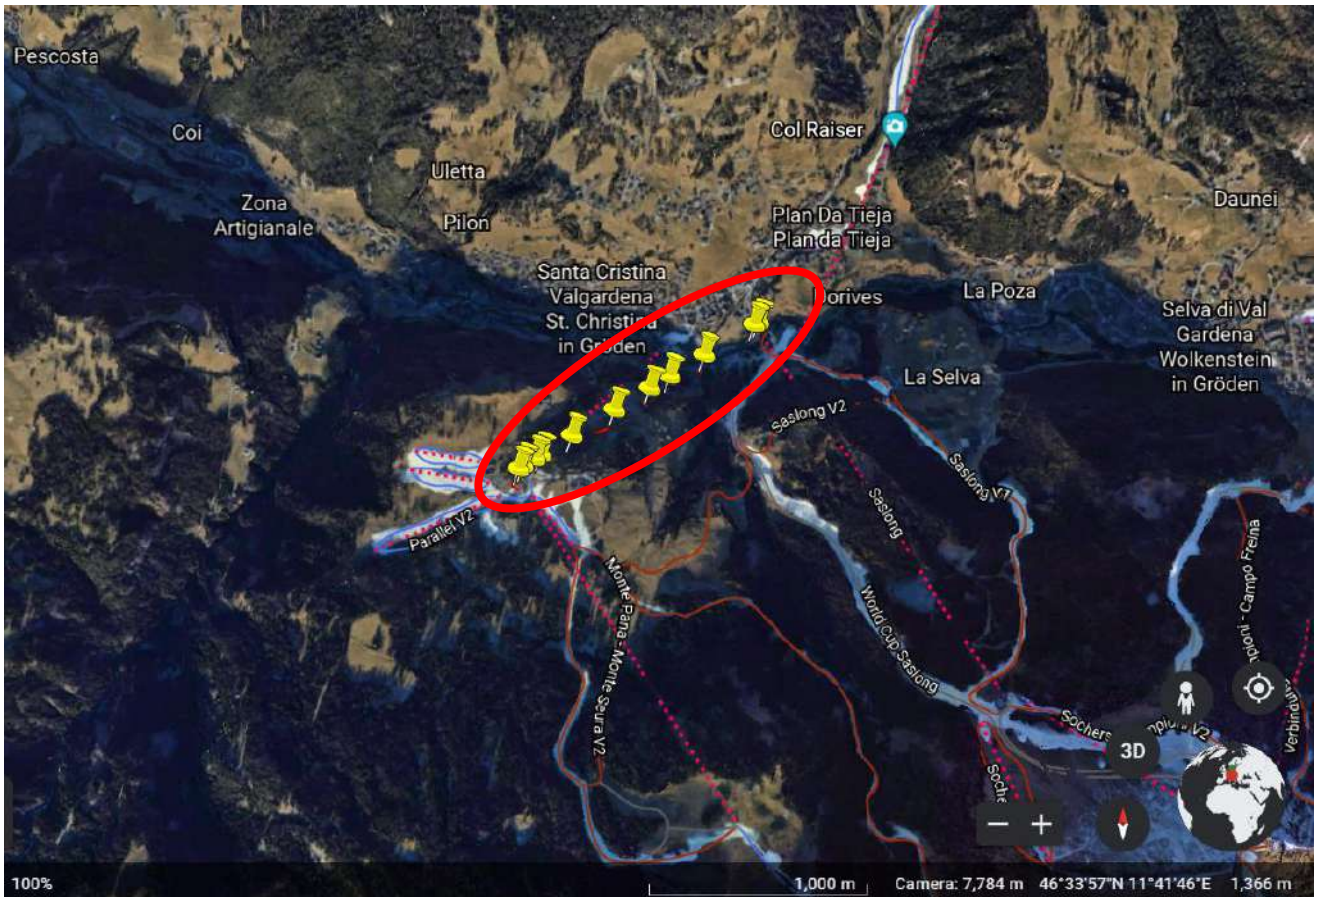 Pescosta
Coi
Col Raiser
Uletta
Daunei
Zona
Artigianale
Pilon
Plan Da Tieja
Plan da Tieja
Santa Cristina
Valgardena
St. Christina
in Gröden
Dorives
La Poza
Selva di Val
Gardena
Wolkenstein
in Gröden
La Selva
Saslong V2
Saslong V1
Saslong
Parallel V2
Monte Pana - Monte Seura V2
World Cup Saslong
Sochers
V2
- Campo Freina
3D
100%
1,000 m
Camera: 7,784 m
46°33'57"N 11°41'46"E
1,366 m